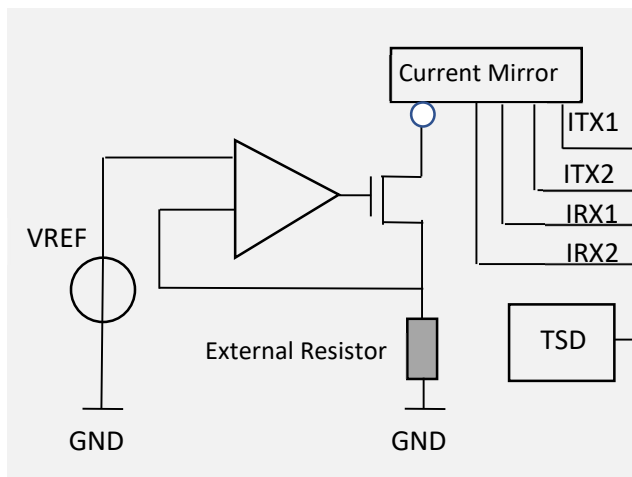 Current Mirror
ITX1
ITX2
VREF
IRX1
IRX2
External Resistor
TSD
GND
GND